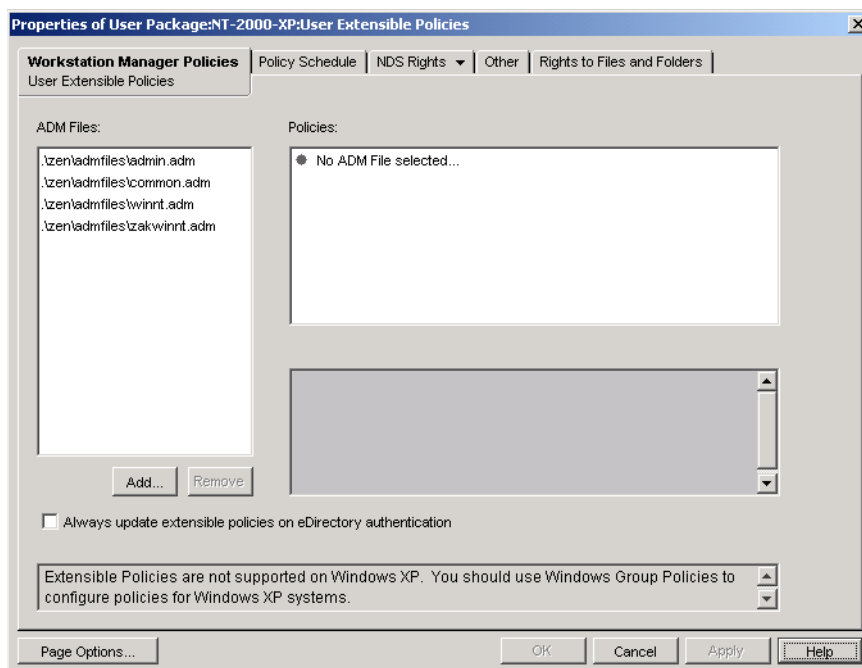 Properties of User Package:NT-2000-XP:User Extensible Policies
Workstation Manager Policies
User Extensible Policies
Policy Schedule
NDS Rights
Other
Rights to Files and Folders
ADM Files:
.\zen\admfiles\admin.adm
.\zen\admfiles\common.adm
.\zen\admfiles\winnt.adm
.\zen\admfiles\zakwinnt.adm
Policies:
No ADM File selected...
Add...
Remove
Always update extensible policies on eDirectory authentication
Extensible Policies are not supported on Windows XP. You should use Windows Group Policies to
configure policies for Windows XP systems.
Page Options...
OK
Cancel
Apply
Help